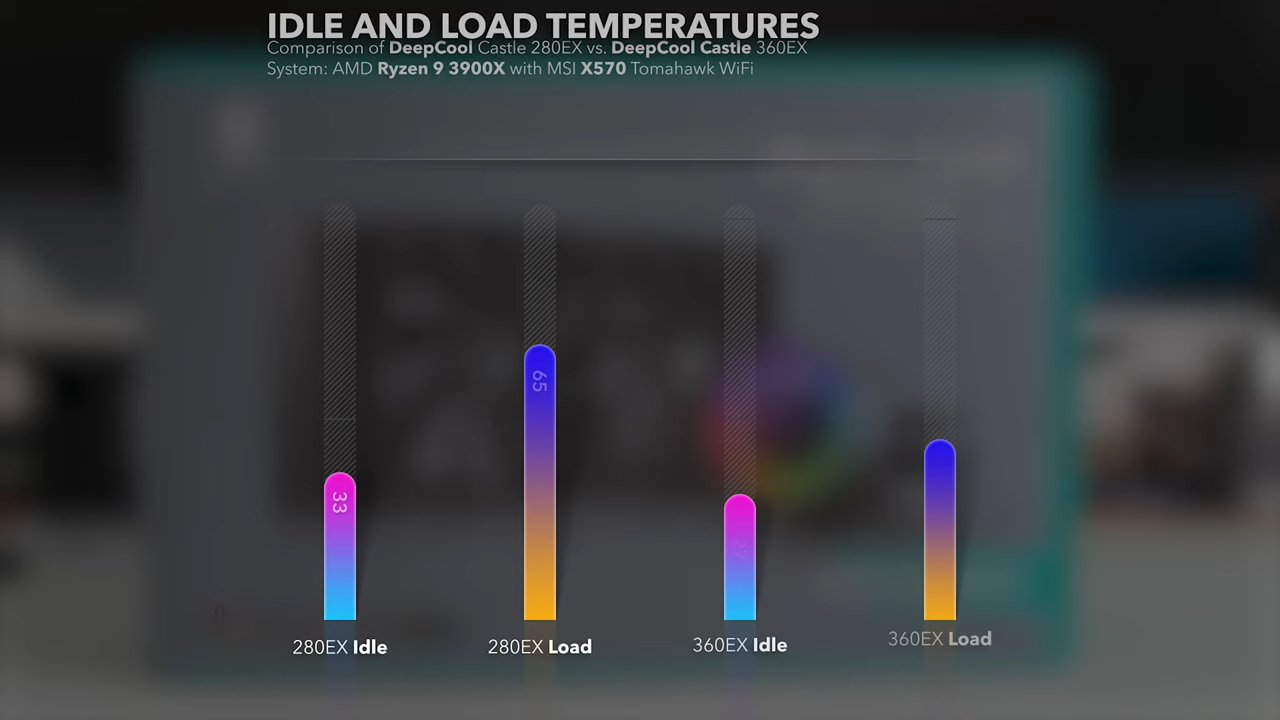 IDLE AND LOAD TEMPERATURES
Comparison of DeepCool Castle 280EX vs. DeepCool Castle 360EX
System: AMD Ryzen 9 3900X with MSI X570 Tomahawk WiFi
33
65
280EX Idle
280EX Load
360EX Idle
360EX Load